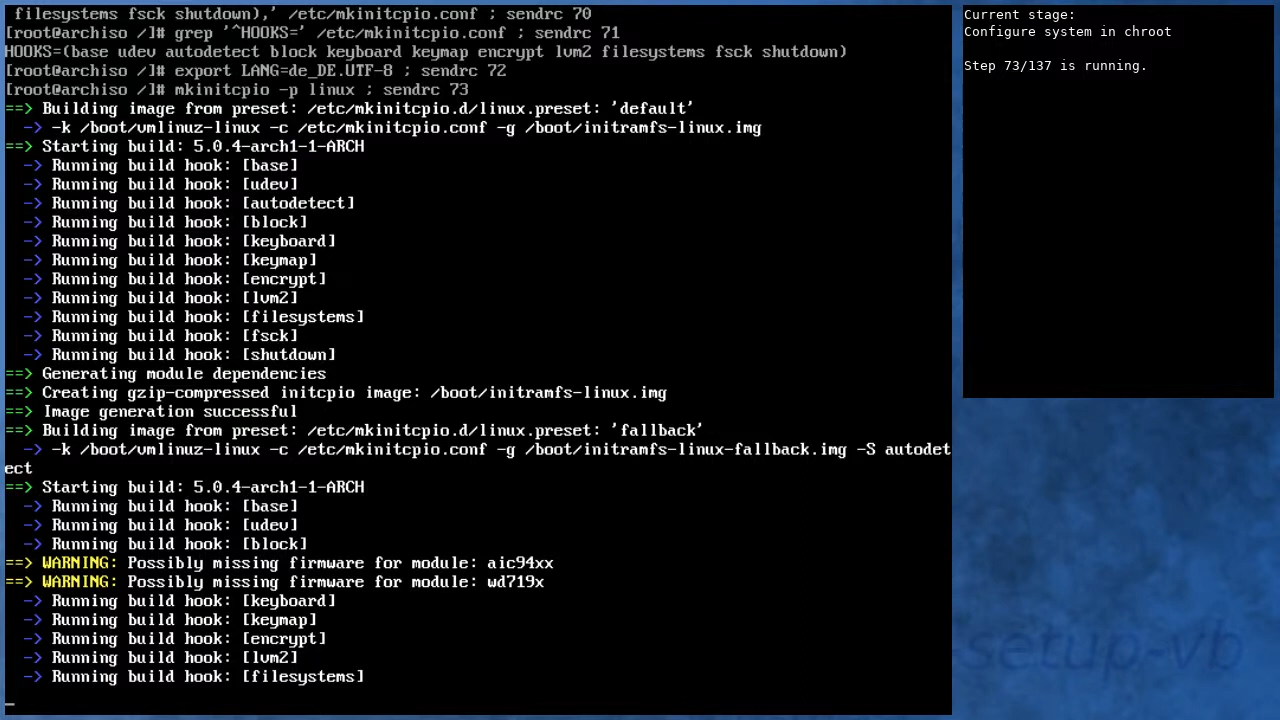 filesystems fsck shutdown),' /etc/mkinitcpio.conf ; sendrc 70
[root@archiso /]# grep '^HOOKS=' /etc/mkinitcpio.conf ; sendrc 71
HOOKS=(base udev autodetect block keyboard keymap encrypt lvm2 filesystems fsck shutdown)
[root@archiso /]# export LANG=de_DE.UTF-8 ; sendrc 72
[root@archiso /]# mkinitcpio -p linux ; sendrc 73
==> Building image from preset: /etc/mkinitcpio.d/linux.preset: 'default'
  -> -k /boot/vmlinuz-linux -c /etc/mkinitcpio.conf -g /boot/initramfs-linux.img
==> Starting build: 5.0.4-arch1-1-ARCH
  -> Running build hook: [base]
  -> Running build hook: [udev]
  -> Running build hook: [autodetect]
  -> Running build hook: [block]
  -> Running build hook: [keyboard]
  -> Running build hook: [keymap]
  -> Running build hook: [encrypt]
  -> Running build hook: [lvm2]
  -> Running build hook: [filesystems]
  -> Running build hook: [fsck]
  -> Running build hook: [shutdown]
==> Generating module dependencies
==> Creating gzip-compressed initcpio image: /boot/initramfs-linux.img
==> Image generation successful
==> Building image from preset: /etc/mkinitcpio.d/linux.preset: 'fallback'
  -> -k /boot/vmlinuz-linux -c /etc/mkinitcpio.conf -g /boot/initramfs-linux-fallback.img -S autodet
ect
==> Starting build: 5.0.4-arch1-1-ARCH
  -> Running build hook: [base]
  -> Running build hook: [udev]
  -> Running build hook: [block]
==> WARNING: Possibly missing firmware for module: aic94xx
==> WARNING: Possibly missing firmware for module: wd719x
  -> Running build hook: [keyboard]
  -> Running build hook: [keymap]
  -> Running build hook: [encrypt]
  -> Running build hook: [lvm2]
  -> Running build hook: [filesystems]
Current stage:
Configure system in chroot
Step 73/137 is running.
-setup-vb